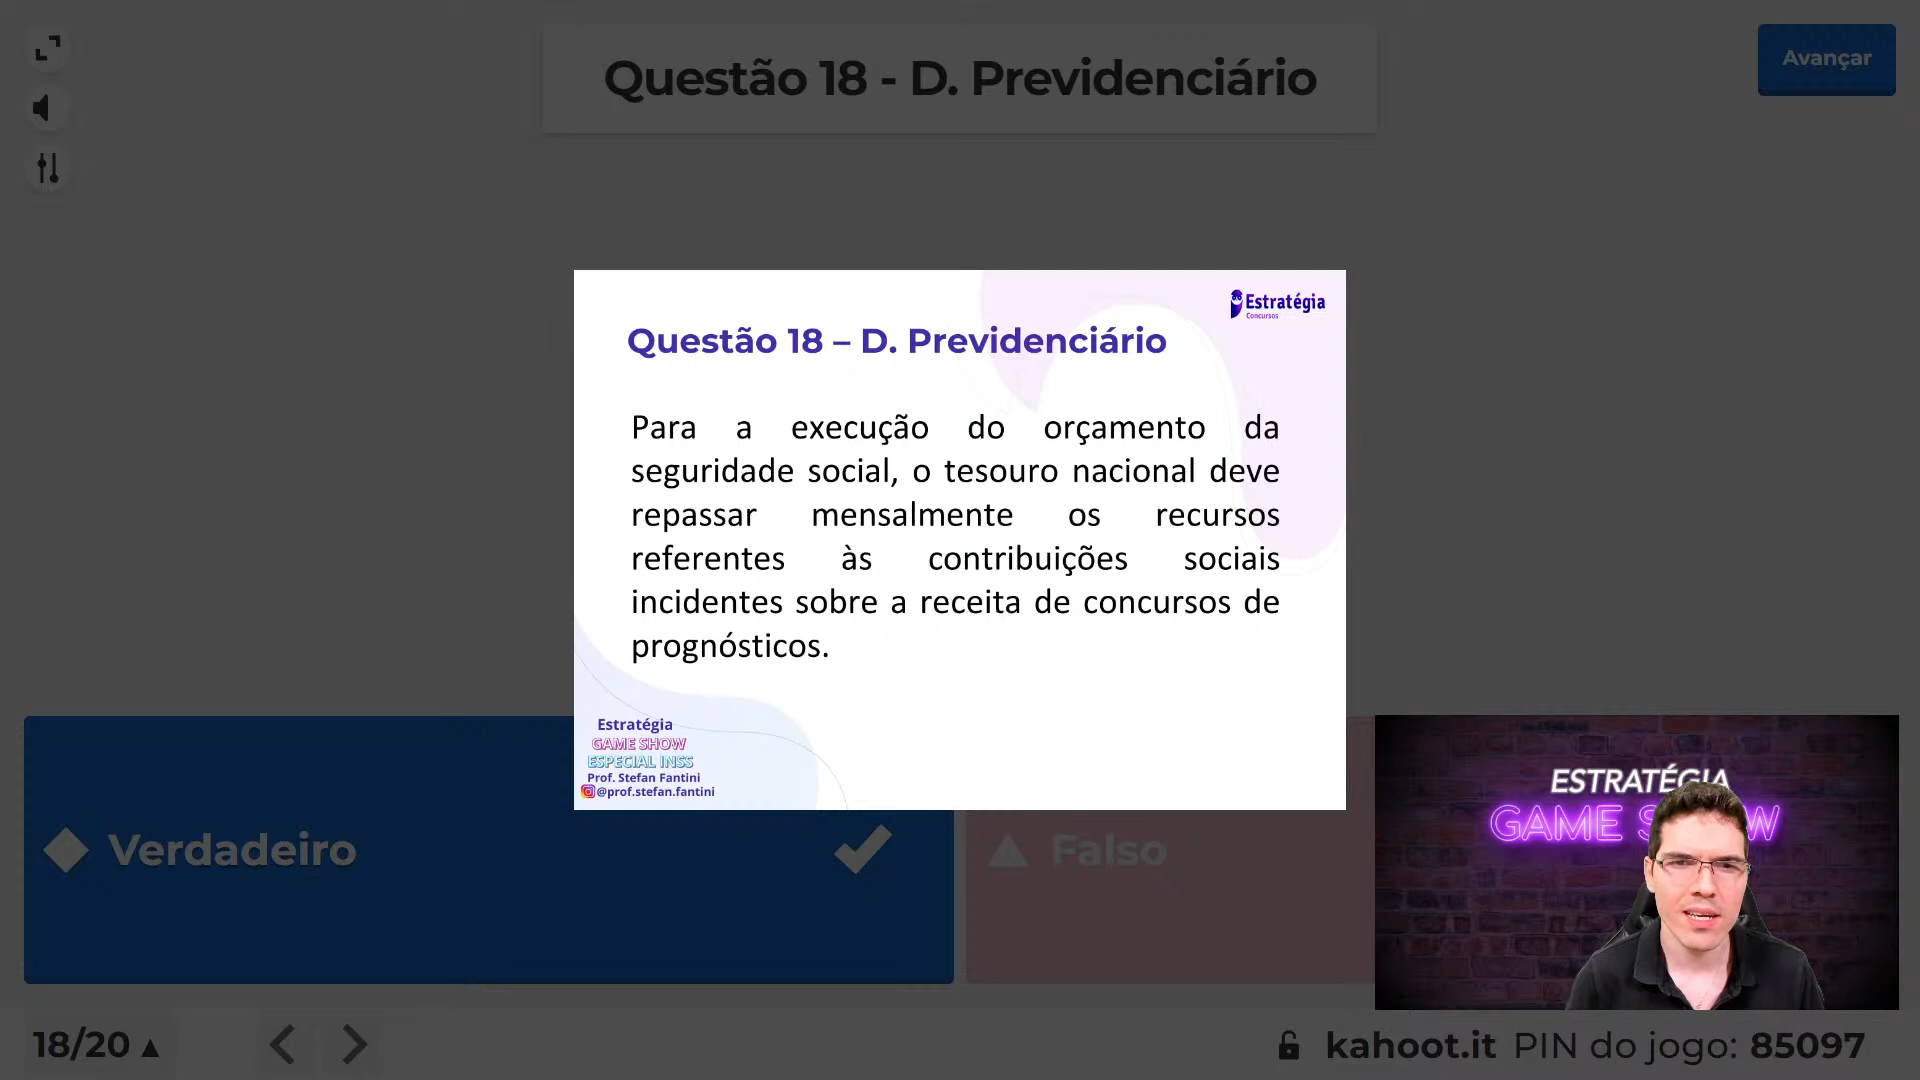 Questão 18 - D. Previdenciário
Avançar
Estratégia
Concursos
Questão 18 – D. Previdenciário
Para a execução do orçamento da
seguridade social, o tesouro nacional deve
repassar mensalmente os recursos
referentes às contribuições sociais
incidentes sobre a receita de concursos de
prognósticos.
Estratégia
GAME SHOW
ESPECIAL INSS
Prof. Stefan Fantini
@prof.stefan.fantini
Verdadeiro
Falso
ESTRATÉGIA
GAME S W
18/20
kahoot.it PIN do jogo: 85097